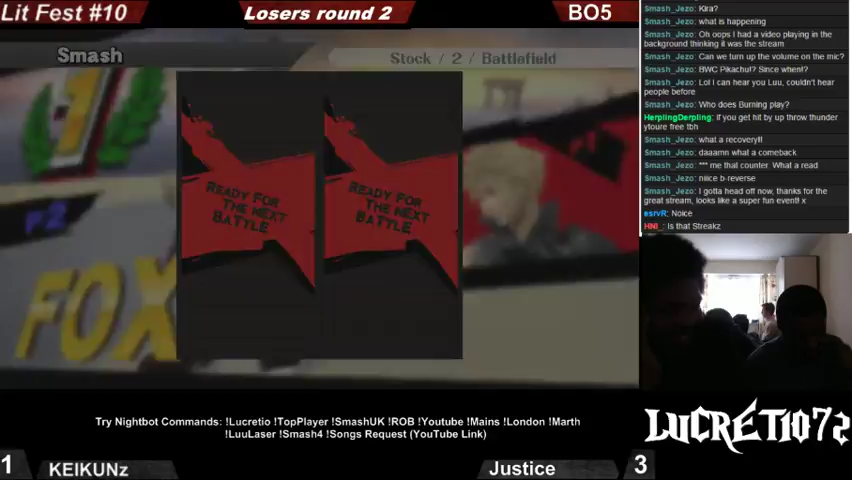 Lit Fest #10
Losers round 2
BO5
Smash
Stock / 2 / Battlefield
1
P2
FOX
READY FOR
THE NEXT
BATTLE
READY FOR
THE NEXT
BATTLE
Smash_Jezo: Kira?
Smash_Jezo: what is happening
Smash_Jezo: Oh oops I had a video playing in the
background thinking it was the stream
Smash_Jezo: Can we turn up the volume on the mic?
Smash_Jezo: BWC Pikachu!? Since when!?
Smash_Jezo: Lol I can hear you Luu, couldn't hear
people before
Smash_Jezo: Who does Burning play?
HerplingDerpling: if you get hit by up throw thunder
ytoure free tbh
Smash_Jezo: what a recovery!!
Smash_Jezo: daaamn what a comeback
Smash_Jezo: *** me that counter. What a read
Smash_Jezo: niiice b-reverse
Smash_Jezo: I gotta head off now, thanks for the
great stream, looks like a super fun event! x
esrvR: Noice
HNI_: Is that Streakz
Try Nightbot Commands: !Lucretio !TopPlayer !SmashUK !ROB !Youtube !Mains !London !Marth
!LuuLaser !Smash4 !Songs Request (YouTube Link)
LUCRETIO72
1 KEIKUNz
Justice 3